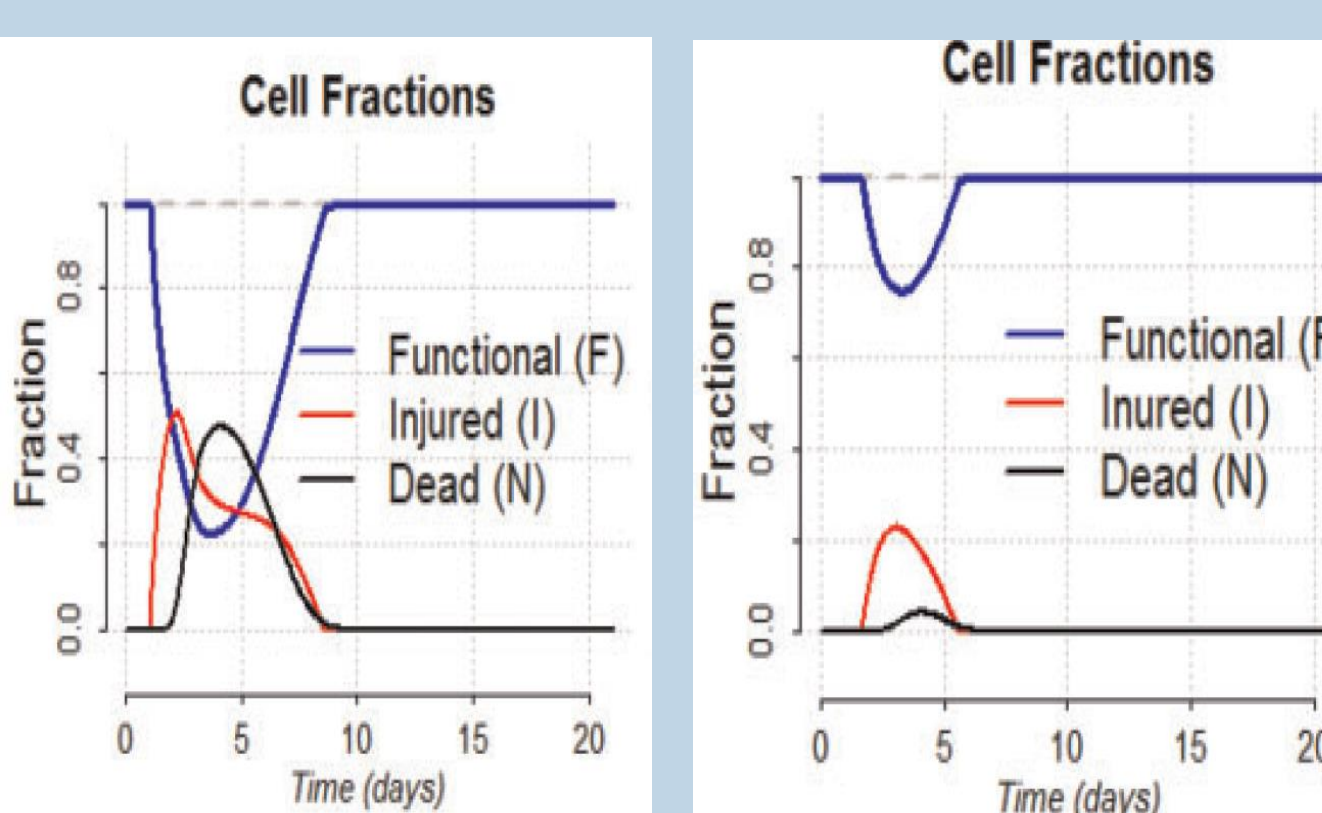 Cell Fractions
Fraction
0.8
0.4
0.0
Functional (F)
Injured (I)
Dead (N)
0 5 10 15 20
Time (days)
Cell Fractions
Fraction
0.8
0.4
0.0
Functional (
Inured (I)
Dead (N)
0 5 10 15 20
Time (days)